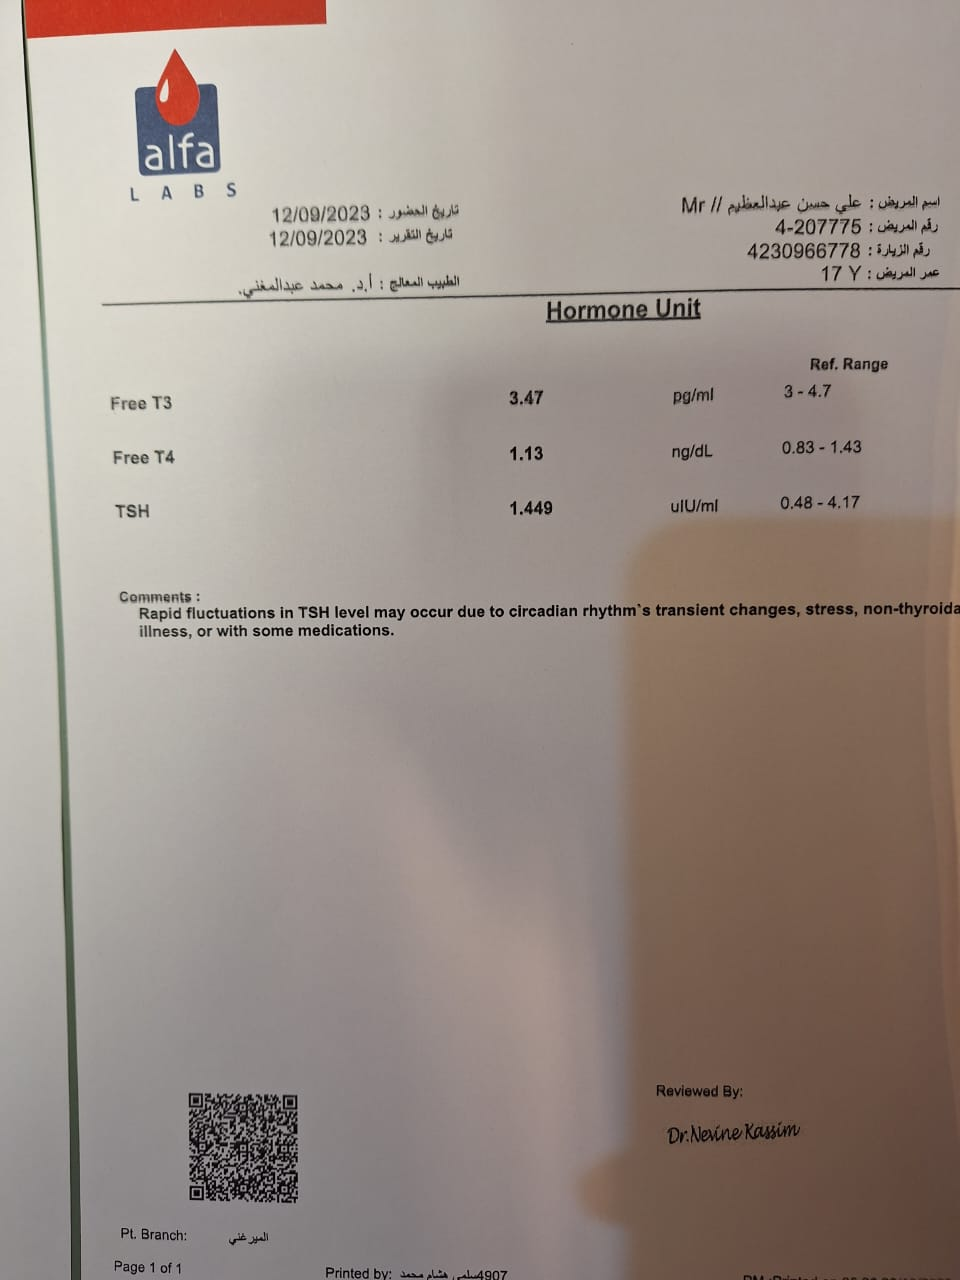 alfa
LABS
اسم المريض : علي حسن عبدالعظيم // Mr
رقم المريض : 4-207775
رقم الزيارة : 4230966778
عمر المريض : 17 Y
تاريخ الحضور : 12/09/2023
تاريخ التقرير : 12/09/2023
الطبيب المعالج : أ.د. محمد عبدالمغني.
Hormone Unit
Ref. Range
Free T3 3.47 pg/ml 3 - 4.7
Free T4 1.13 ng/dL 0.83 - 1.43
TSH 1.449 uIU/ml 0.48 - 4.17
Comments :
Rapid fluctuations in TSH level may occur due to circadian rhythm`s transient changes, stress, non-thyroida
illness, or with some medications.
Reviewed By:
Dr.Nevine Kassim
Pt. Branch: الميرغني
Page 1 of 1
Printed by: سلمى هشام محمد4907